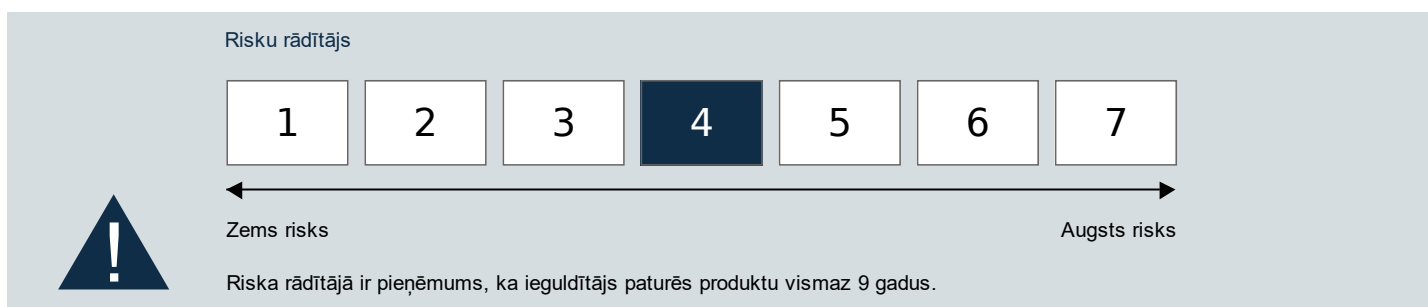 Risku rādītājs
1 2 3 4 5 6 7
Zems risks Augsts risks
Riska rādītājā ir pieņēmums, ka ieguldītājs paturēs produktu vismaz 9 gadus.